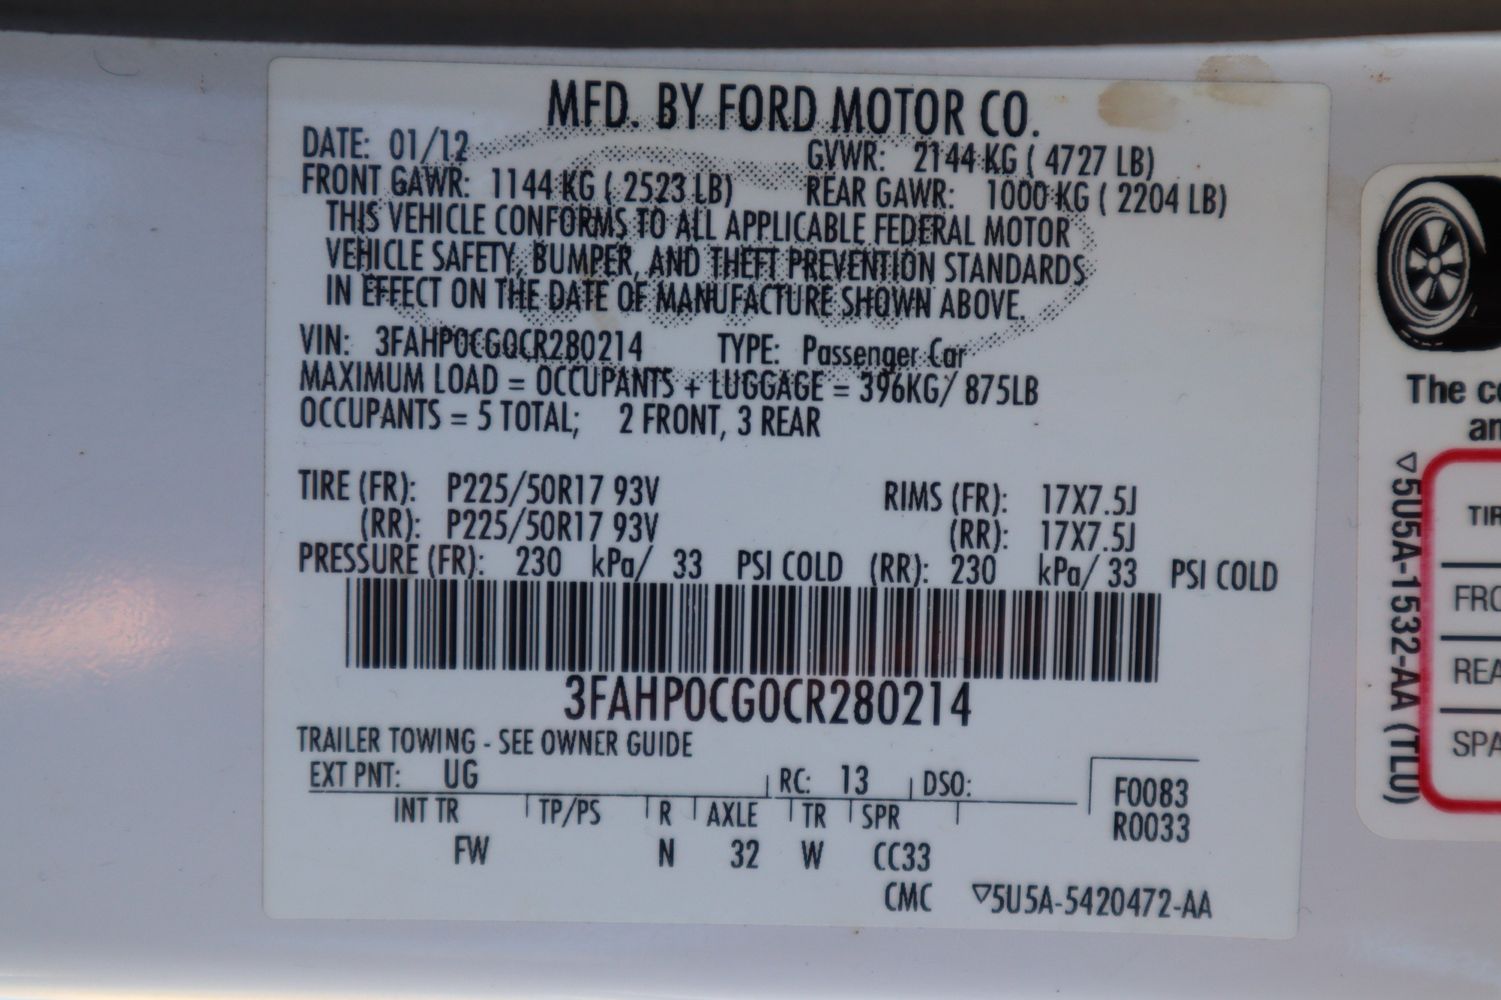 MFD. BY FORD MOTOR CO.
DATE: 01/12 GVWR: 2144 KG ( 4727 LB)
FRONT GAWR: 1144 KG ( 2523 LB) REAR GAWR: 1000 KG ( 2204 LB)
THIS VEHICLE CONFORMS TO ALL APPLICABLE FEDERAL MOTOR
VEHICLE SAFETY, BUMPER, AND THEFT PREVENTION STANDARDS
IN EFFECT ON THE DATE OF MANUFACTURE SHOWN ABOVE.
VIN: 3FAHP0CG0CR280214 TYPE: Passenger Car
MAXIMUM LOAD = OCCUPANTS + LUGGAGE = 396KG/ 875LB
OCCUPANTS = 5 TOTAL; 2 FRONT, 3 REAR
TIRE (FR): P225/50R17 93V RIMS (FR): 17X7.5J
(RR): P225/50R17 93V (RR): 17X7.5J
PRESSURE (FR): 230 kPa/ 33 PSI COLD (RR): 230 kPa/ 33 PSI COLD
3FAHP0CG0CR280214
TRAILER TOWING - SEE OWNER GUIDE
EXT PNT: UG RC: 13 DSO:
F0083
R0033
INT TR TP/PS R AXLE TR SPR
FW N 32 W CC33
CMC ▽5U5A-5420472-AA
The
an
▽5U5A-1532-AA (TLU)
TIR
FRO
REA
SPA